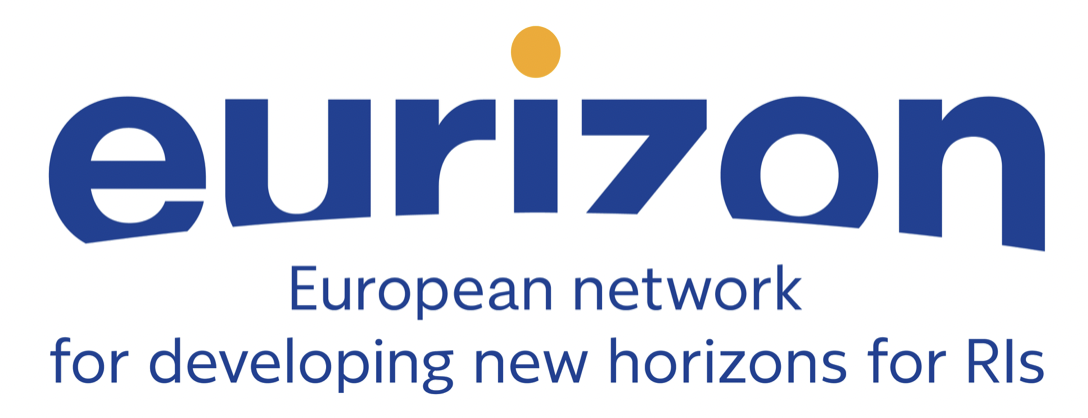 eurizon
European network
for developing new horizons for RIs